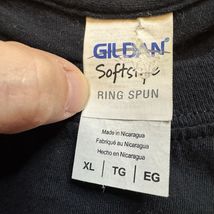 GILDAN
Softstyle
RING SPUN
Made in Nicaragua
Fabriqué au Nicaragua
Hecho en Nicaragua
XL TG EG